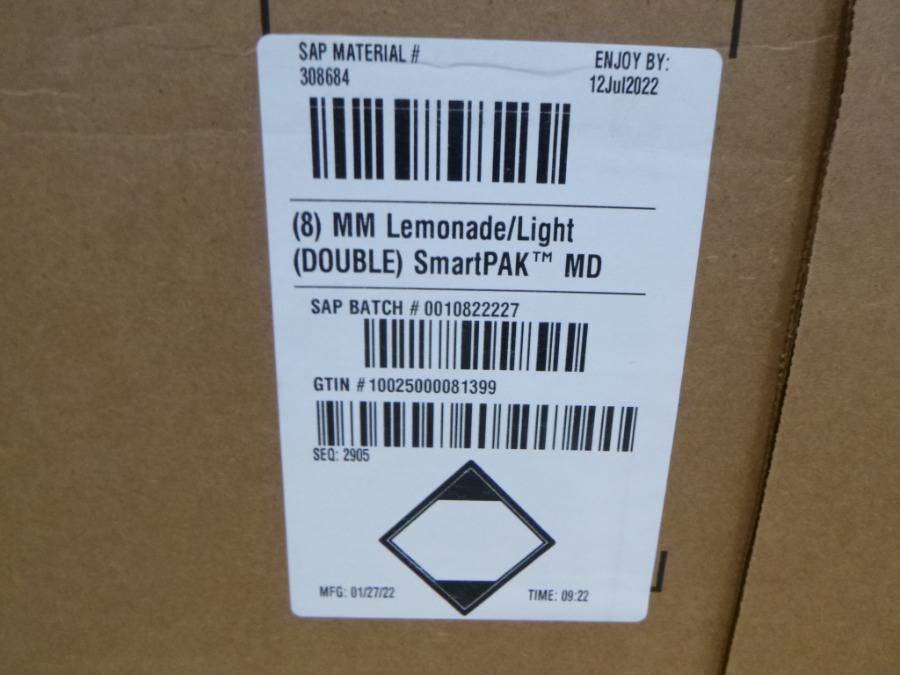 SAP MATERIAL #
308684
ENJOY BY:
12Jul2022
(8) MM Lemonade/Light
(DOUBLE) SmartPAK™ MD
SAP BATCH # 0010822227
GTIN # 10025000081399
SEQ: 2905
MFG: 01/27/22
TIME: 09:22